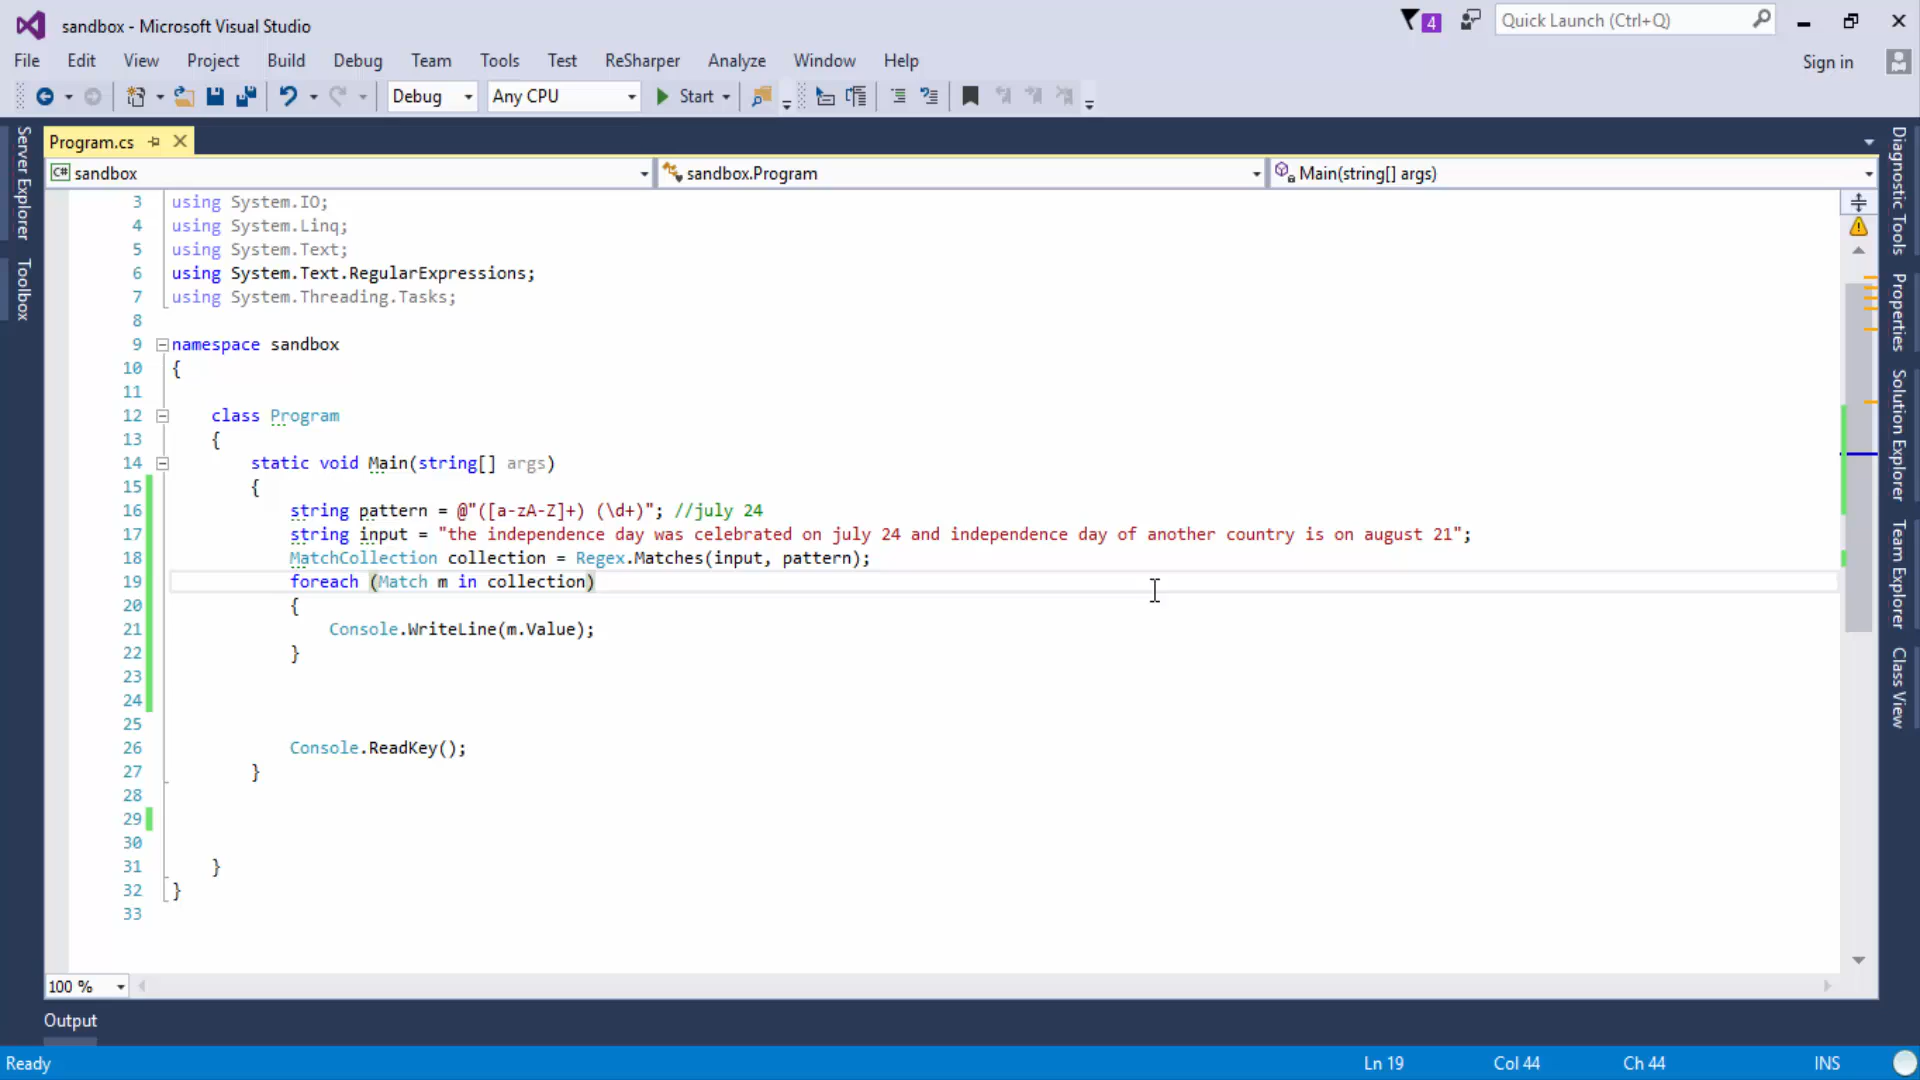 sandbox - Microsoft Visual Studio
4
Quick Launch (Ctrl+Q)
File Edit View Project Build Debug Team Tools Test ReSharper Analyze Window Help
Sign in
Debug Any CPU Start
Server Explorer
Toolbox
Program.cs
C# sandbox
sandbox.Program
Main(string[] args)
3 using System.IO;
4 using System.Linq;
5 using System.Text;
6 using System.Text.RegularExpressions;
7 using System.Threading.Tasks;
8
9 namespace sandbox
10 {
11
12 class Program
13 {
14 static void Main(string[] args)
15 {
16 string pattern = @"([a-zA-Z]+) (\d+)"; //july 24
17 string input = "the independence day was celebrated on july 24 and independence day of another country is on august 21";
18 MatchCollection collection = Regex.Matches(input, pattern);
19 foreach (Match m in collection)
20 {
21 Console.WriteLine(m.Value);
22 }
23
24
25
26 Console.ReadKey();
27 }
28
29
30
31 }
32 }
33
Diagnostic Tools
Properties
Solution Explorer
Team Explorer
Class View
100 %
Output
Ready
Ln 19 Col 44 Ch 44 INS